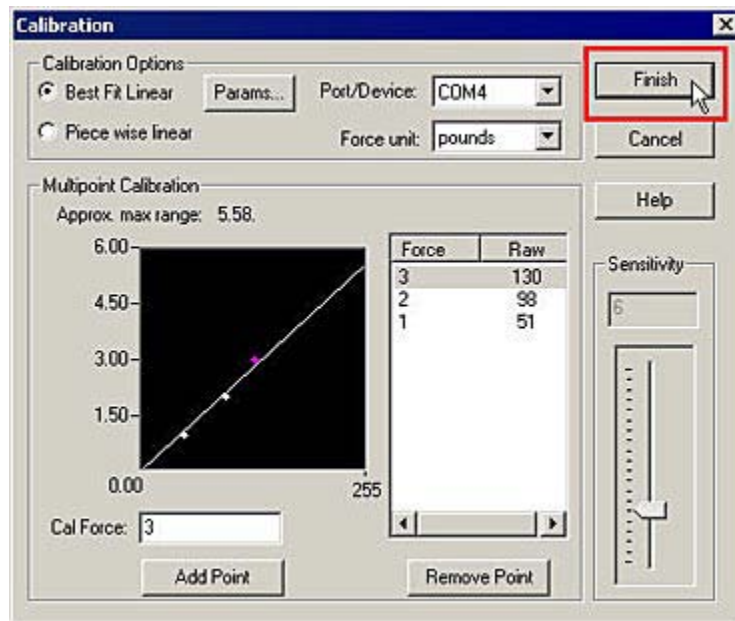 Calibration
Calibration Options
Best Fit Linear
Params...
Port/Device: COM4
Piece wise linear
Force unit: pounds
Finish
Cancel
Help
Multipoint Calibration
Approx. max range: 5.58.
6.00
4.50
3.00
1.50
0.00
255
Force Raw
3 130
2 98
1 51
Cal Force: 3
Add Point
Remove Point
Sensitivity
6